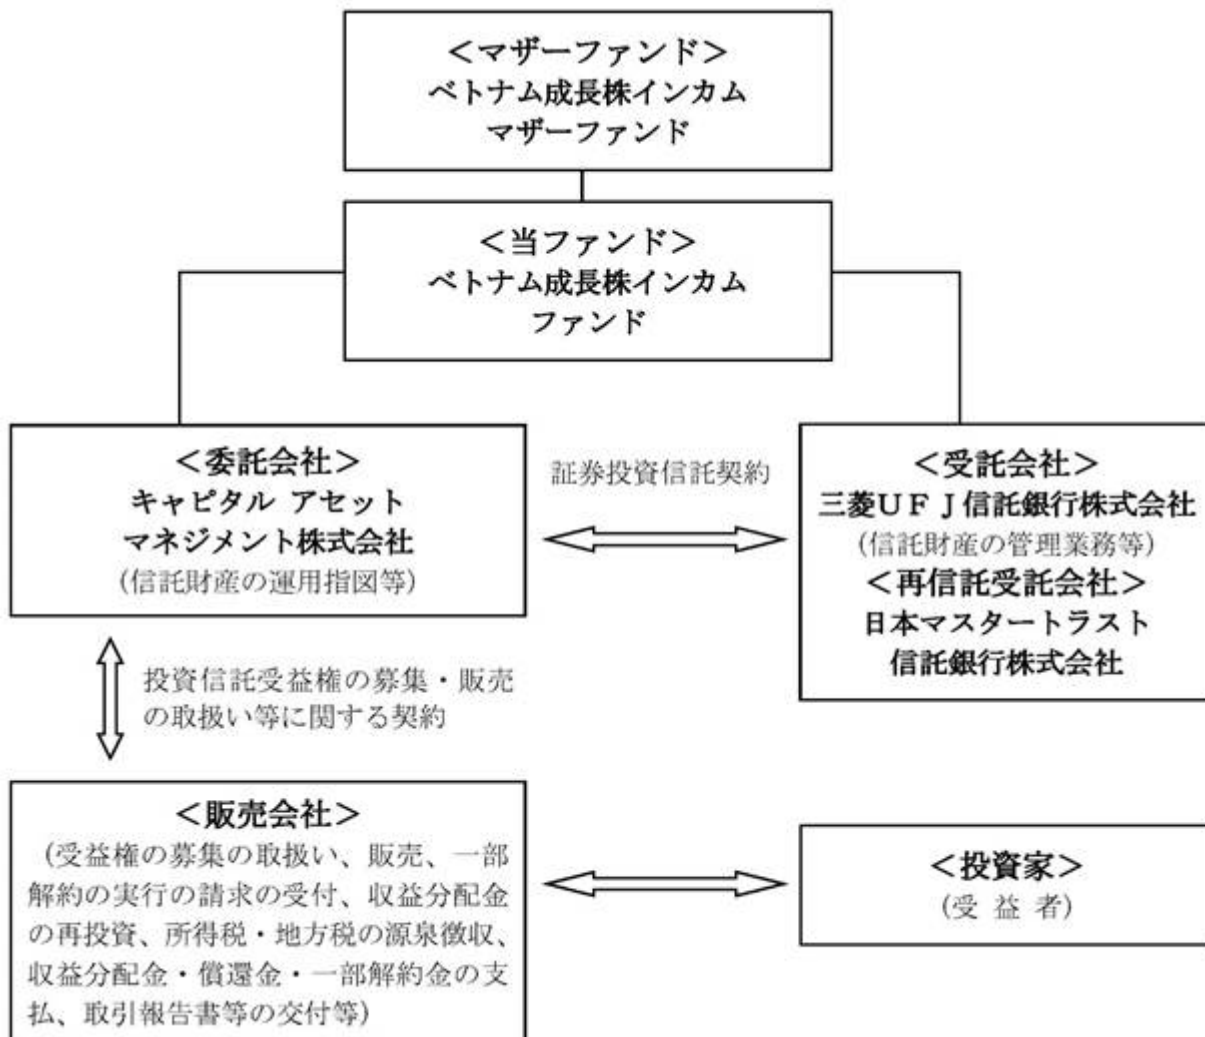 ＜マザーファンド＞
ベトナム成長株インカム
マザーファンド
＜当ファンド＞
ベトナム成長株インカム
ファンド
＜委託会社＞
キャピタル アセット
マネジメント株式会社
(信託財産の運用指図等)
証券投資信託契約
＜受託会社＞
三菱ＵＦＪ信託銀行株式会社
(信託財産の管理業務等)
＜再信託受託会社＞
日本マスタートラスト
信託銀行株式会社
投資信託受益権の募集・販売
の取扱い等に関する契約
＜販売会社＞
(受益権の募集の取扱い、販売、一部
解約の実行の請求の受付、収益分配金
の再投資、所得税・地方税の源泉徴収、
収益分配金・償還金・一部解約金の支
払、取引報告書等の交付等)
＜投資家＞
(受 益 者)